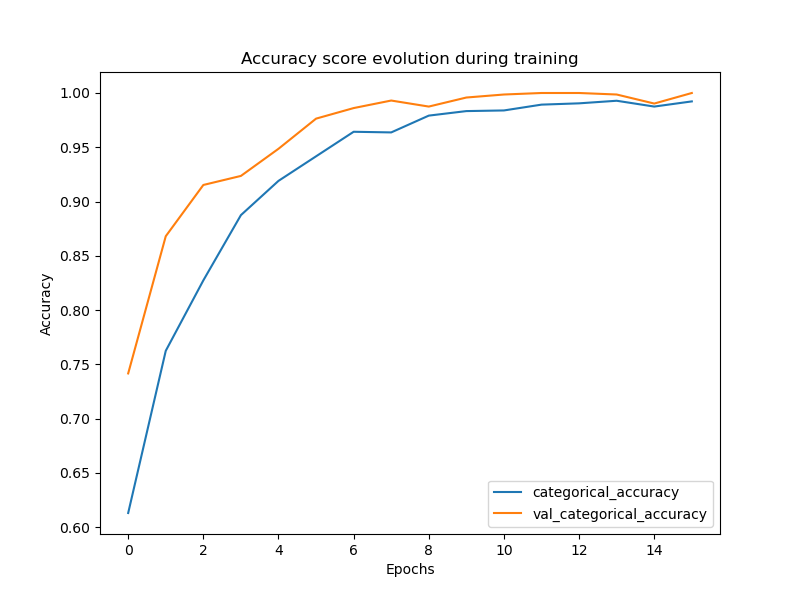 Accuracy score evolution during training
1.00
0.95
0.90
0.85
0.80
0.75
0.70
0.65
0.60
Accuracy
categorical_accuracy
val_categorical_accuracy
0 2 4 6 8 10 12 14
Epochs